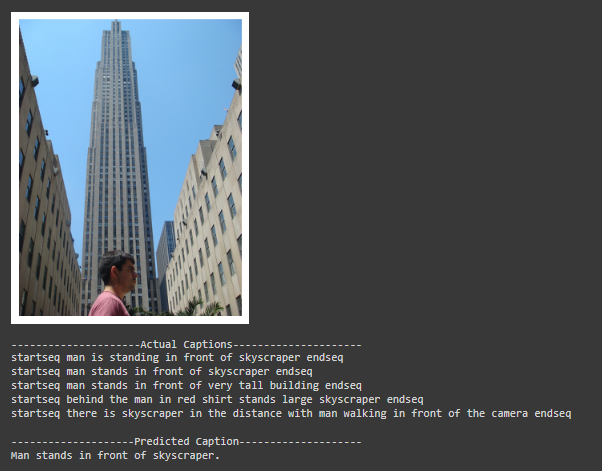 ---------------------Actual Captions---------------------
startseq man is standing in front of skyscraper endseq
startseq man stands in front of skyscraper endseq
startseq man stands in front of very tall building endseq
startseq behind the man in red shirt stands large skyscraper endseq
startseq there is skyscraper in the distance with man walking in front of the camera endseq
--------------------Predicted Caption--------------------
Man stands in front of skyscraper.